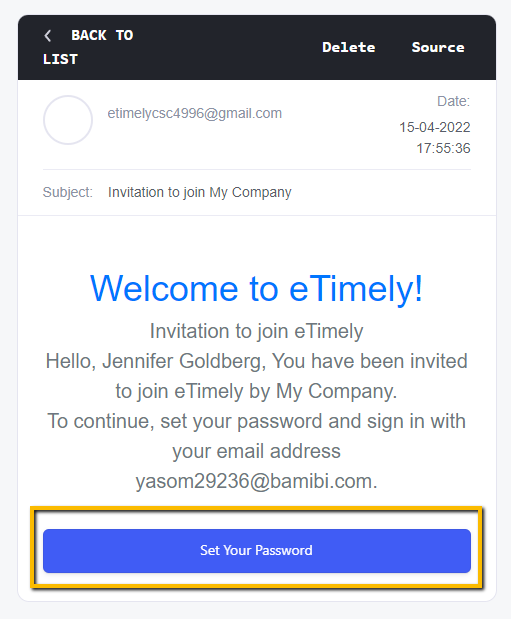 BACK TO
LIST
Delete
Source
etimelycsc4996@gmail.com
Date:
15-04-2022
17:55:36
Subject: Invitation to join My Company
Welcome to eTimely!
Invitation to join eTimely
Hello, Jennifer Goldberg, You have been invited
to join eTimely by My Company.
To continue, set your password and sign in with
your email address
yasom29236@bamibi.com.
Set Your Password